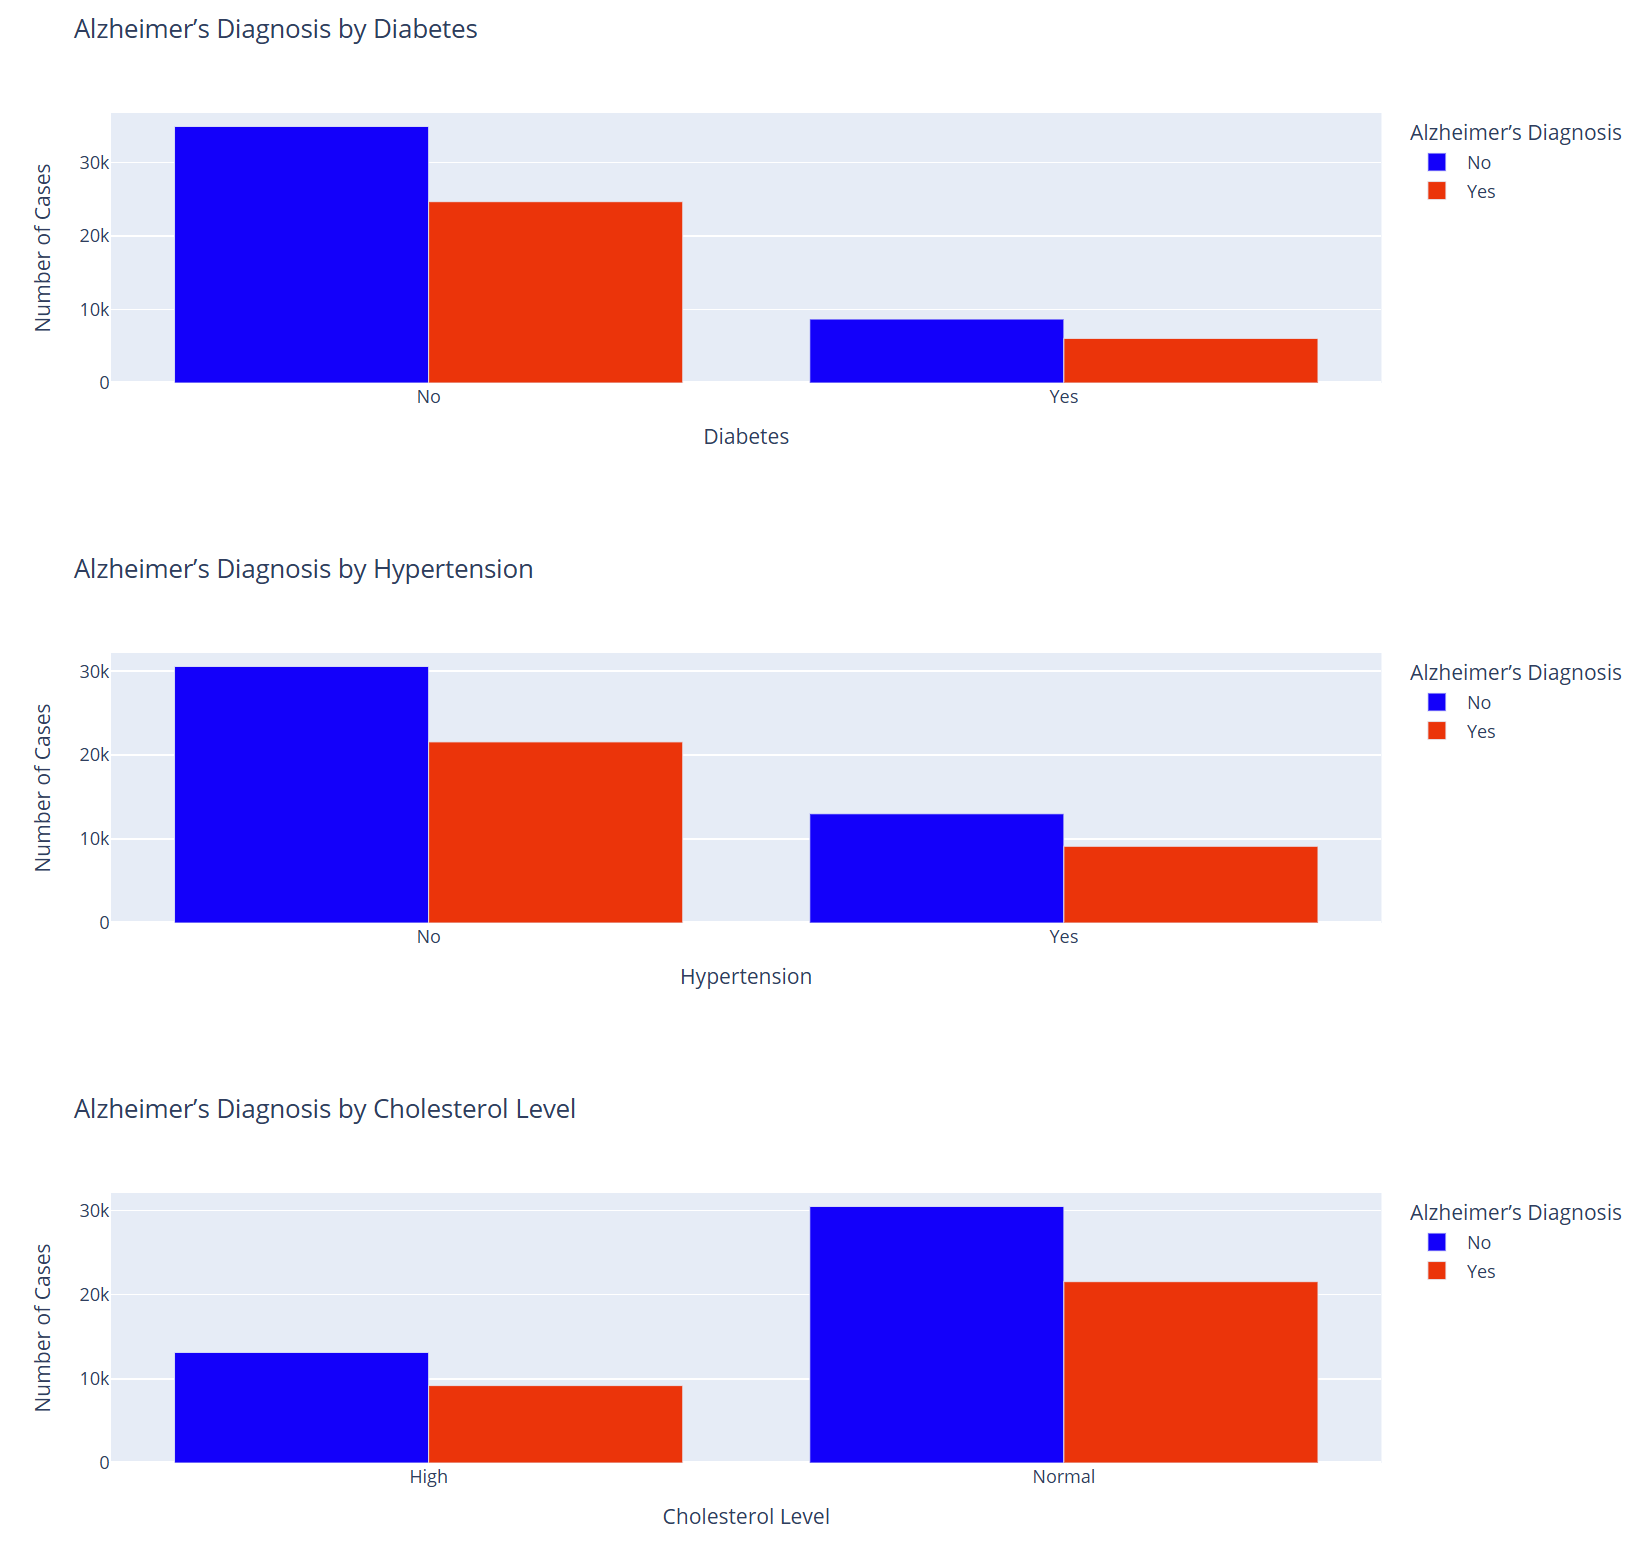 Alzheimer’s Diagnosis by Diabetes
Alzheimer’s Diagnosis
No
Yes
30k
20k
10k
0
Number of Cases
No
Yes
Diabetes
Alzheimer’s Diagnosis by Hypertension
Alzheimer’s Diagnosis
No
Yes
30k
20k
10k
0
Number of Cases
No
Yes
Hypertension
Alzheimer’s Diagnosis by Cholesterol Level
Alzheimer’s Diagnosis
No
Yes
30k
20k
10k
0
Number of Cases
High
Normal
Cholesterol Level